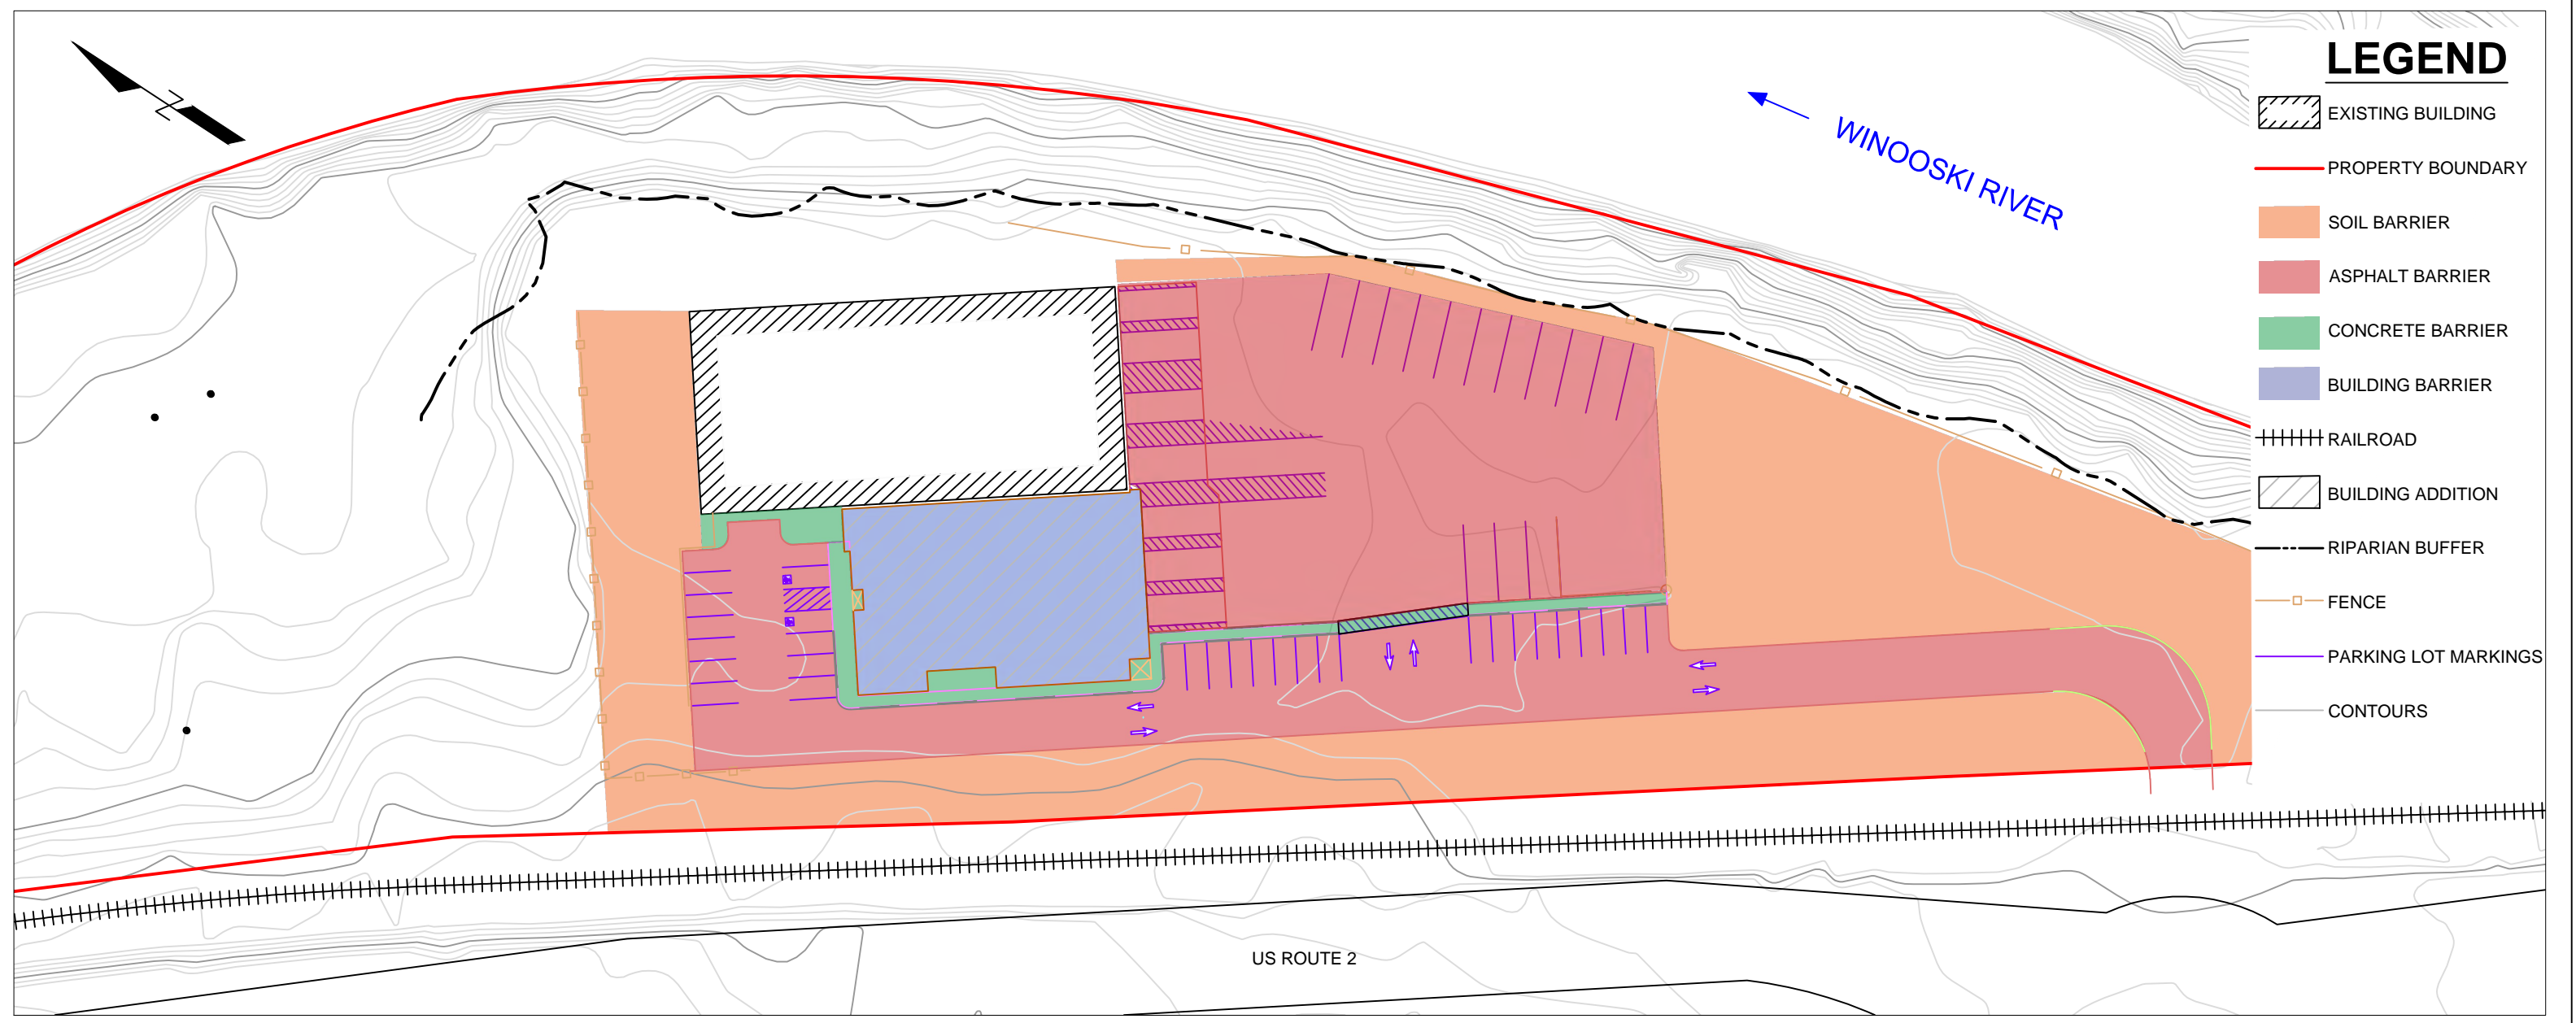 LEGEND
EXISTING BUILDING
PROPERTY BOUNDARY
SOIL BARRIER
ASPHALT BARRIER
CONCRETE BARRIER
BUILDING BARRIER
RAILROAD
BUILDING ADDITION
RIPARIAN BUFFER
FENCE
PARKING LOT MARKINGS
CONTOURS
N
WINOOSKI RIVER
US ROUTE 2